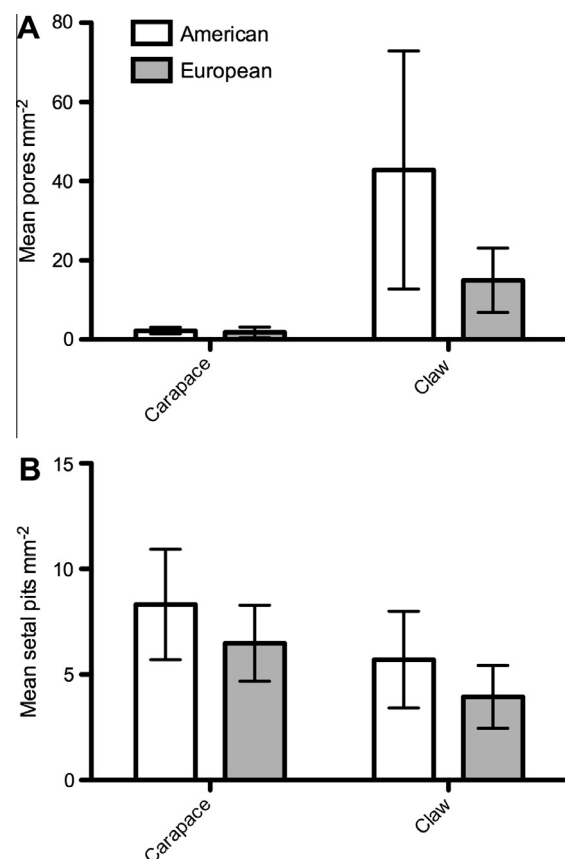 A
American
European
Mean pores mm-2
80
60
40
20
0
Carapace
Claw
B
Mean setal pits mm-2
15
10
5
0
Carapace
Claw